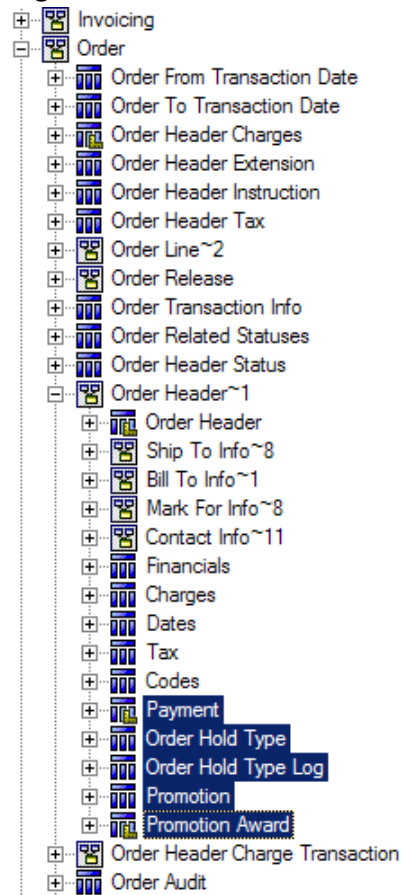 Invoicing
Order
Order From Transaction Date
Order To Transaction Date
Order Header Charges
Order Header Extension
Order Header Instruction
Order Header Tax
Order Line~2
Order Release
Order Transaction Info
Order Related Statuses
Order Header Status
Order Header~1
Order Header
Ship To Info~8
Bill To Info~1
Mark For Info~8
Contact Info~11
Financials
Charges
Dates
Tax
Codes
Payment
Order Hold Type
Order Hold Type Log
Promotion
Promotion Award
Order Header Charge Transaction
Order Audit